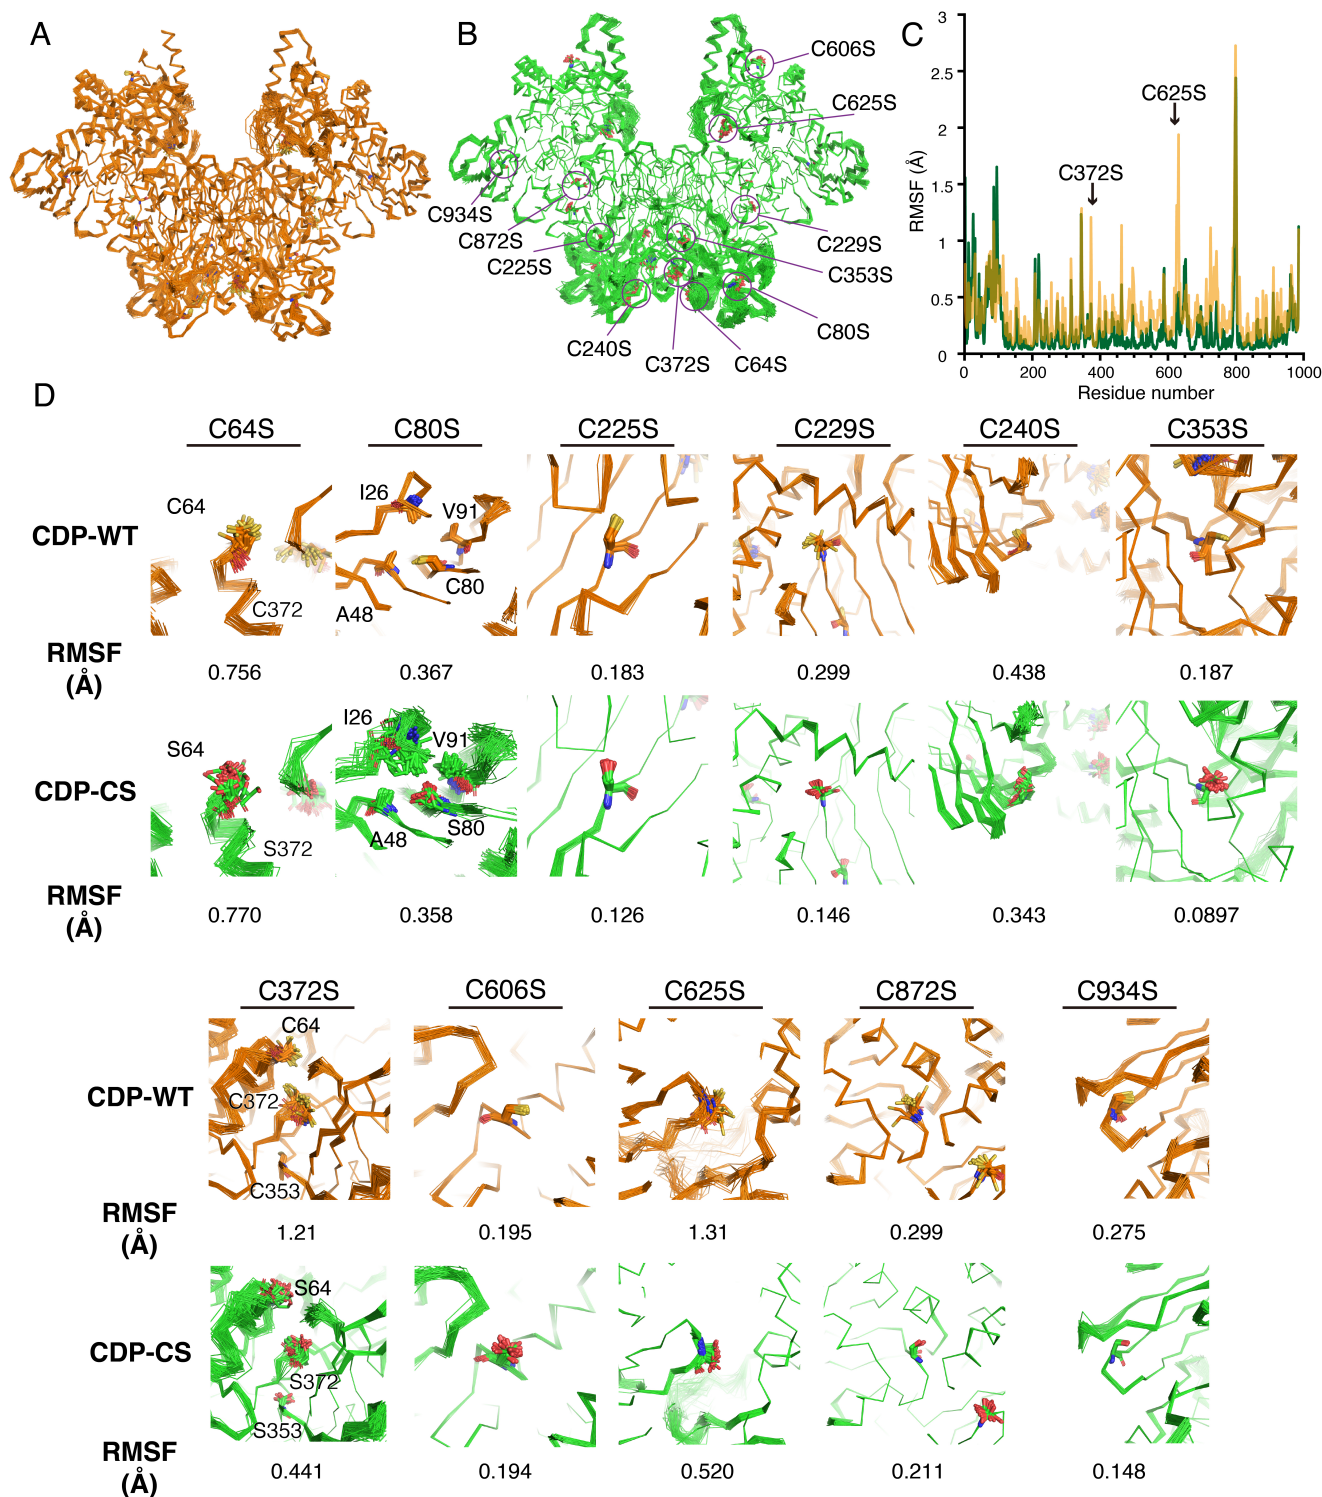 A
B
C606S
C625S
C934S
C872S
C225S
C229S
C353S
C80S
C240S
C372S
C64S
C
3
2.5
2
1.5
1
0.5
0
RMSF (Å)
C625S
C372S
0 200 400 600 800 1000
Residue number
D
C64S C80S C225S C229S C240S C353S
CDP-WT
C64
C372
I26
V91
C80
A48
RMSF (Å)
0.756 0.367 0.183 0.299 0.438 0.187
CDP-CS
S64
S372
I26
V91
A48
S80
RMSF (Å)
0.770 0.358 0.126 0.146 0.343 0.0897
C372S C606S C625S C872S C934S
CDP-WT
C64
C372
C353
RMSF (Å)
1.21 0.195 1.31 0.299 0.275
CDP-CS
S64
S372
S353
RMSF (Å)
0.441 0.194 0.520 0.211 0.148